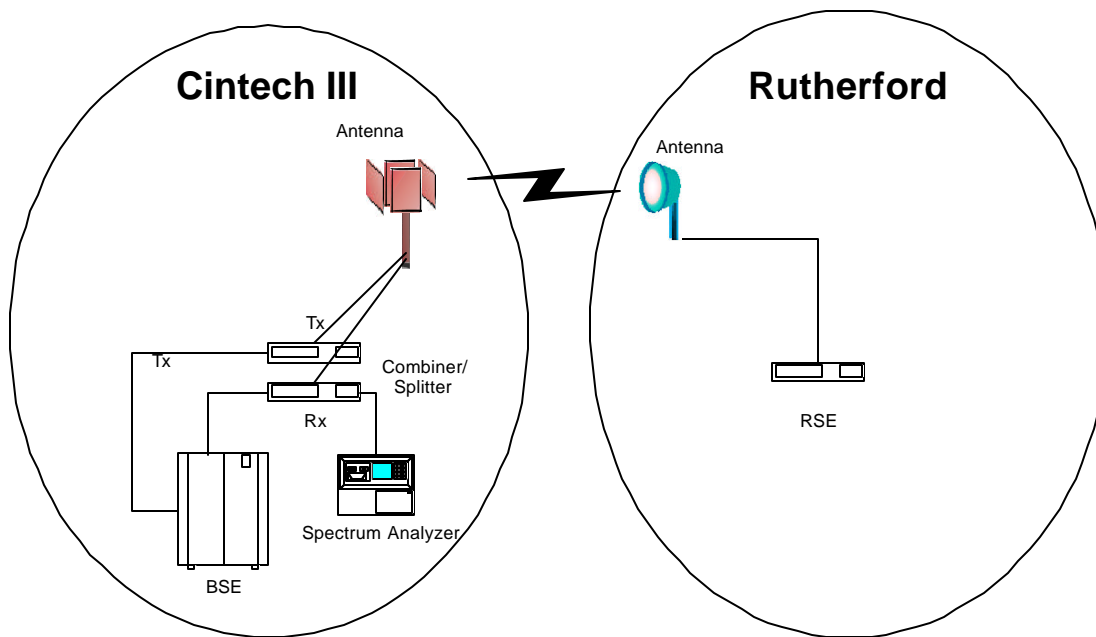 Cintech III
Rutherford
Antenna
Antenna
Tx
Tx
Combiner/
Splitter
Rx
RSE
Spectrum Analyzer
BSE